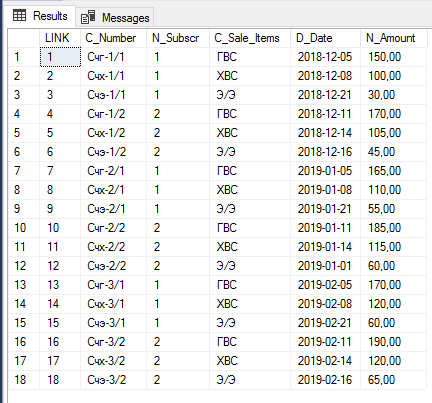 Results Messages
LINK C_Number N_Subscr C_Sale_Items D_Date N_Amount
1 1 Счг-1/1 1 ГВС 2018-12-05 150,00
2 2 Счх-1/1 1 ХВС 2018-12-08 100,00
3 3 Счэ-1/1 1 Э/Э 2018-12-21 30,00
4 4 Счг-1/2 2 ГВС 2018-12-11 170,00
5 5 Счх-1/2 2 ХВС 2018-12-14 105,00
6 6 Счэ-1/2 2 Э/Э 2018-12-16 45,00
7 7 Счг-2/1 1 ГВС 2019-01-05 165,00
8 8 Счх-2/1 1 ХВС 2019-01-08 110,00
9 9 Счэ-2/1 1 Э/Э 2019-01-21 55,00
10 10 Счг-2/2 2 ГВС 2019-01-11 185,00
11 11 Счх-2/2 2 ХВС 2019-01-14 115,00
12 12 Счэ-2/2 2 Э/Э 2019-01-01 60,00
13 13 Счг-3/1 1 ГВС 2019-02-05 170,00
14 14 Счх-3/1 1 ХВС 2019-02-08 120,00
15 15 Счэ-3/1 1 Э/Э 2019-02-21 60,00
16 16 Счг-3/2 2 ГВС 2019-02-11 190,00
17 17 Счх-3/2 2 ХВС 2019-02-14 120,00
18 18 Счэ-3/2 2 Э/Э 2019-02-16 65,00